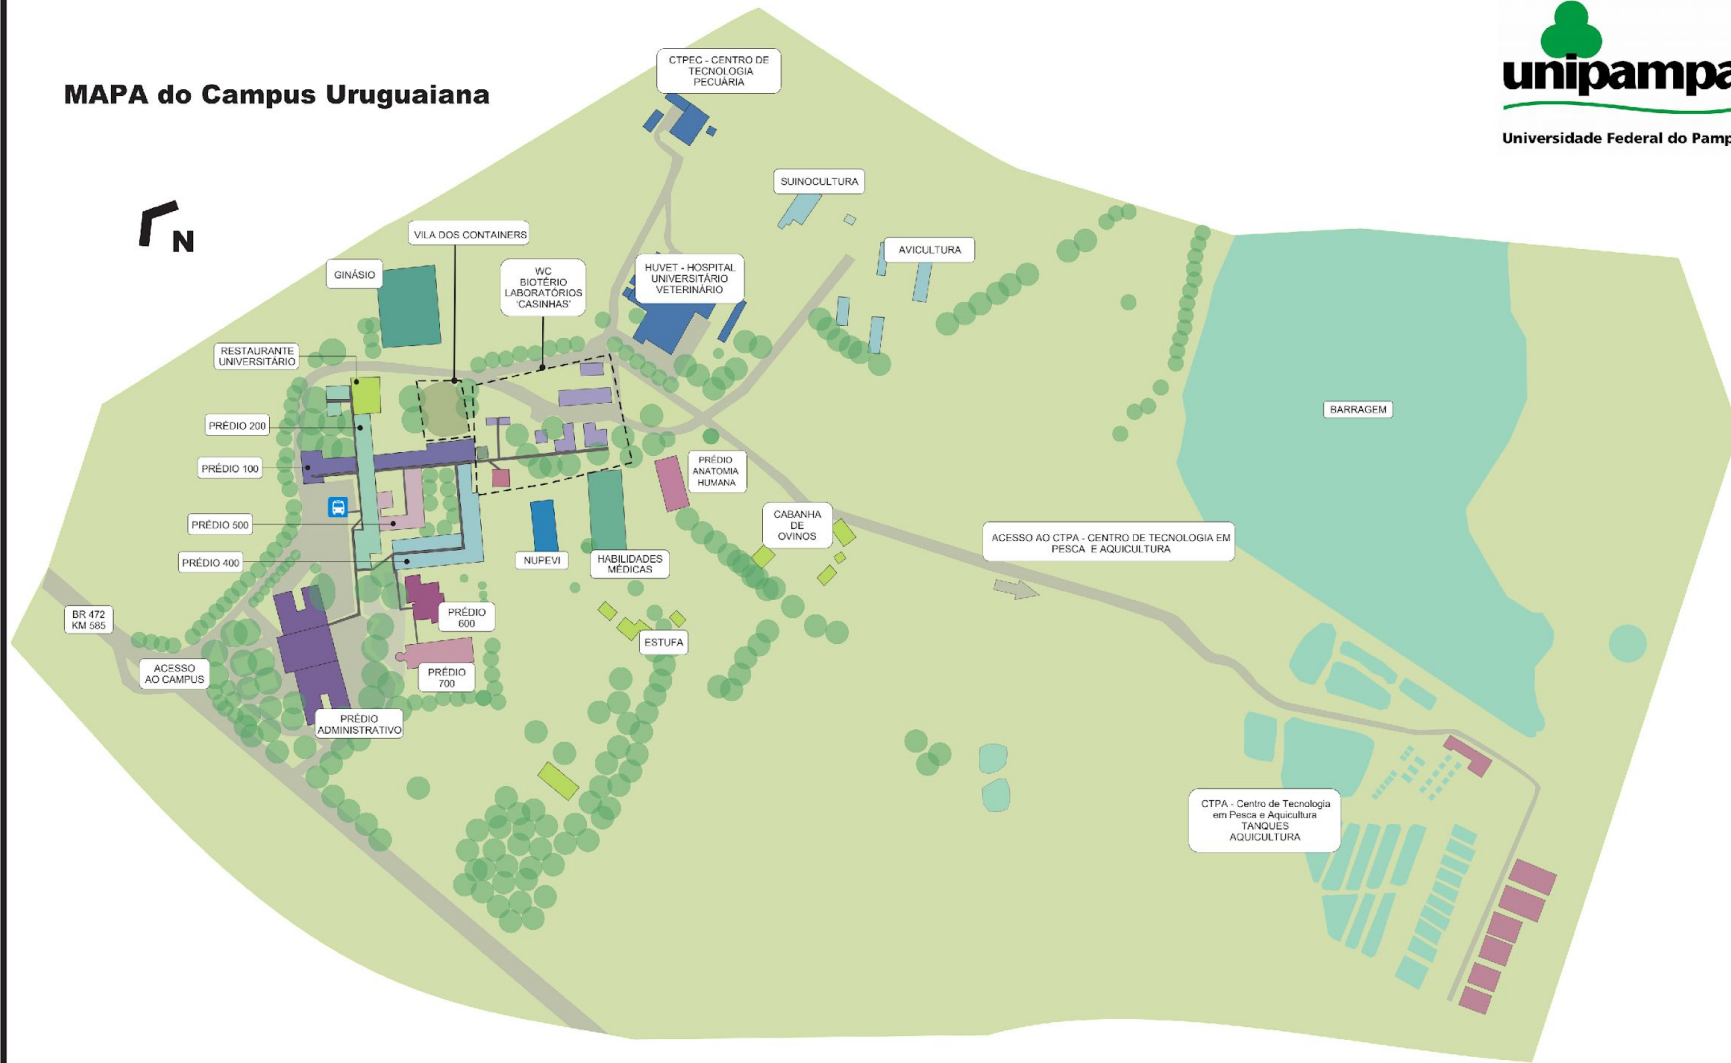 MAPA do Campus Uruguaiana
unipampa
Universidade Federal do Pamp
N
CTPEC - CENTRO DE
TECNOLOGIA
PECUÁRIA
SUINOCULTURA
AVICULTURA
VILA DOS CONTAINERS
GINÁSIO
WC
BIOTÉRIO
LABORATÓRIOS
'CASINHAS'
HUVET - HOSPITAL
UNIVERSITÁRIO
VETERINÁRIO
RESTAURANTE
UNIVERSITÁRIO
PRÉDIO 200
PRÉDIO 100
PRÉDIO 500
PRÉDIO 400
BARRAGEM
PRÉDIO
ANATOMIA
HUMANA
CABANHA
DE
OVINOS
ACESSO AO CTPA - CENTRO DE TECNOLOGIA EM
PESCA E AQUICULTURA
NUPEVI
HABILIDADES
MÉDICAS
BR 472
KM 585
PRÉDIO
600
ESTUFA
ACESSO
AO CAMPUS
PRÉDIO
700
PRÉDIO
ADMINISTRATIVO
CTPA - Centro de Tecnologia
em Pesca e Aquicultura
TANQUES
AQUICULTURA